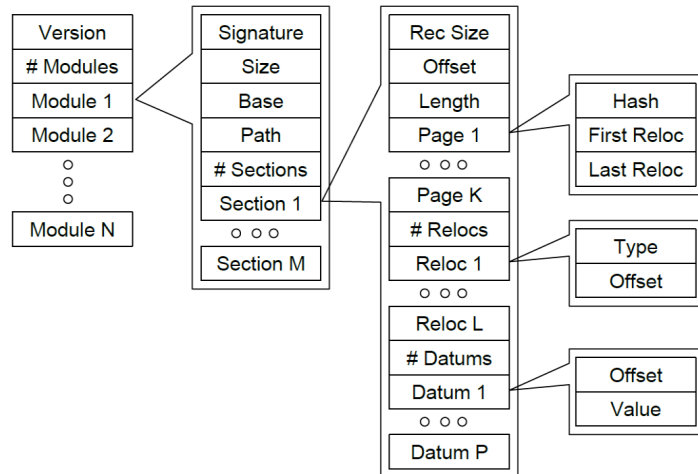 Version
# Modules
Module 1
Module 2
Module N
Signature
Size
Base
Path
# Sections
Section 1
Section M
Rec Size
Offset
Length
Page 1
Page K
# Relocs
Reloc 1
Reloc L
# Datums
Datum 1
Datum P
Hash
First Reloc
Last Reloc
Type
Offset
Offset
Value